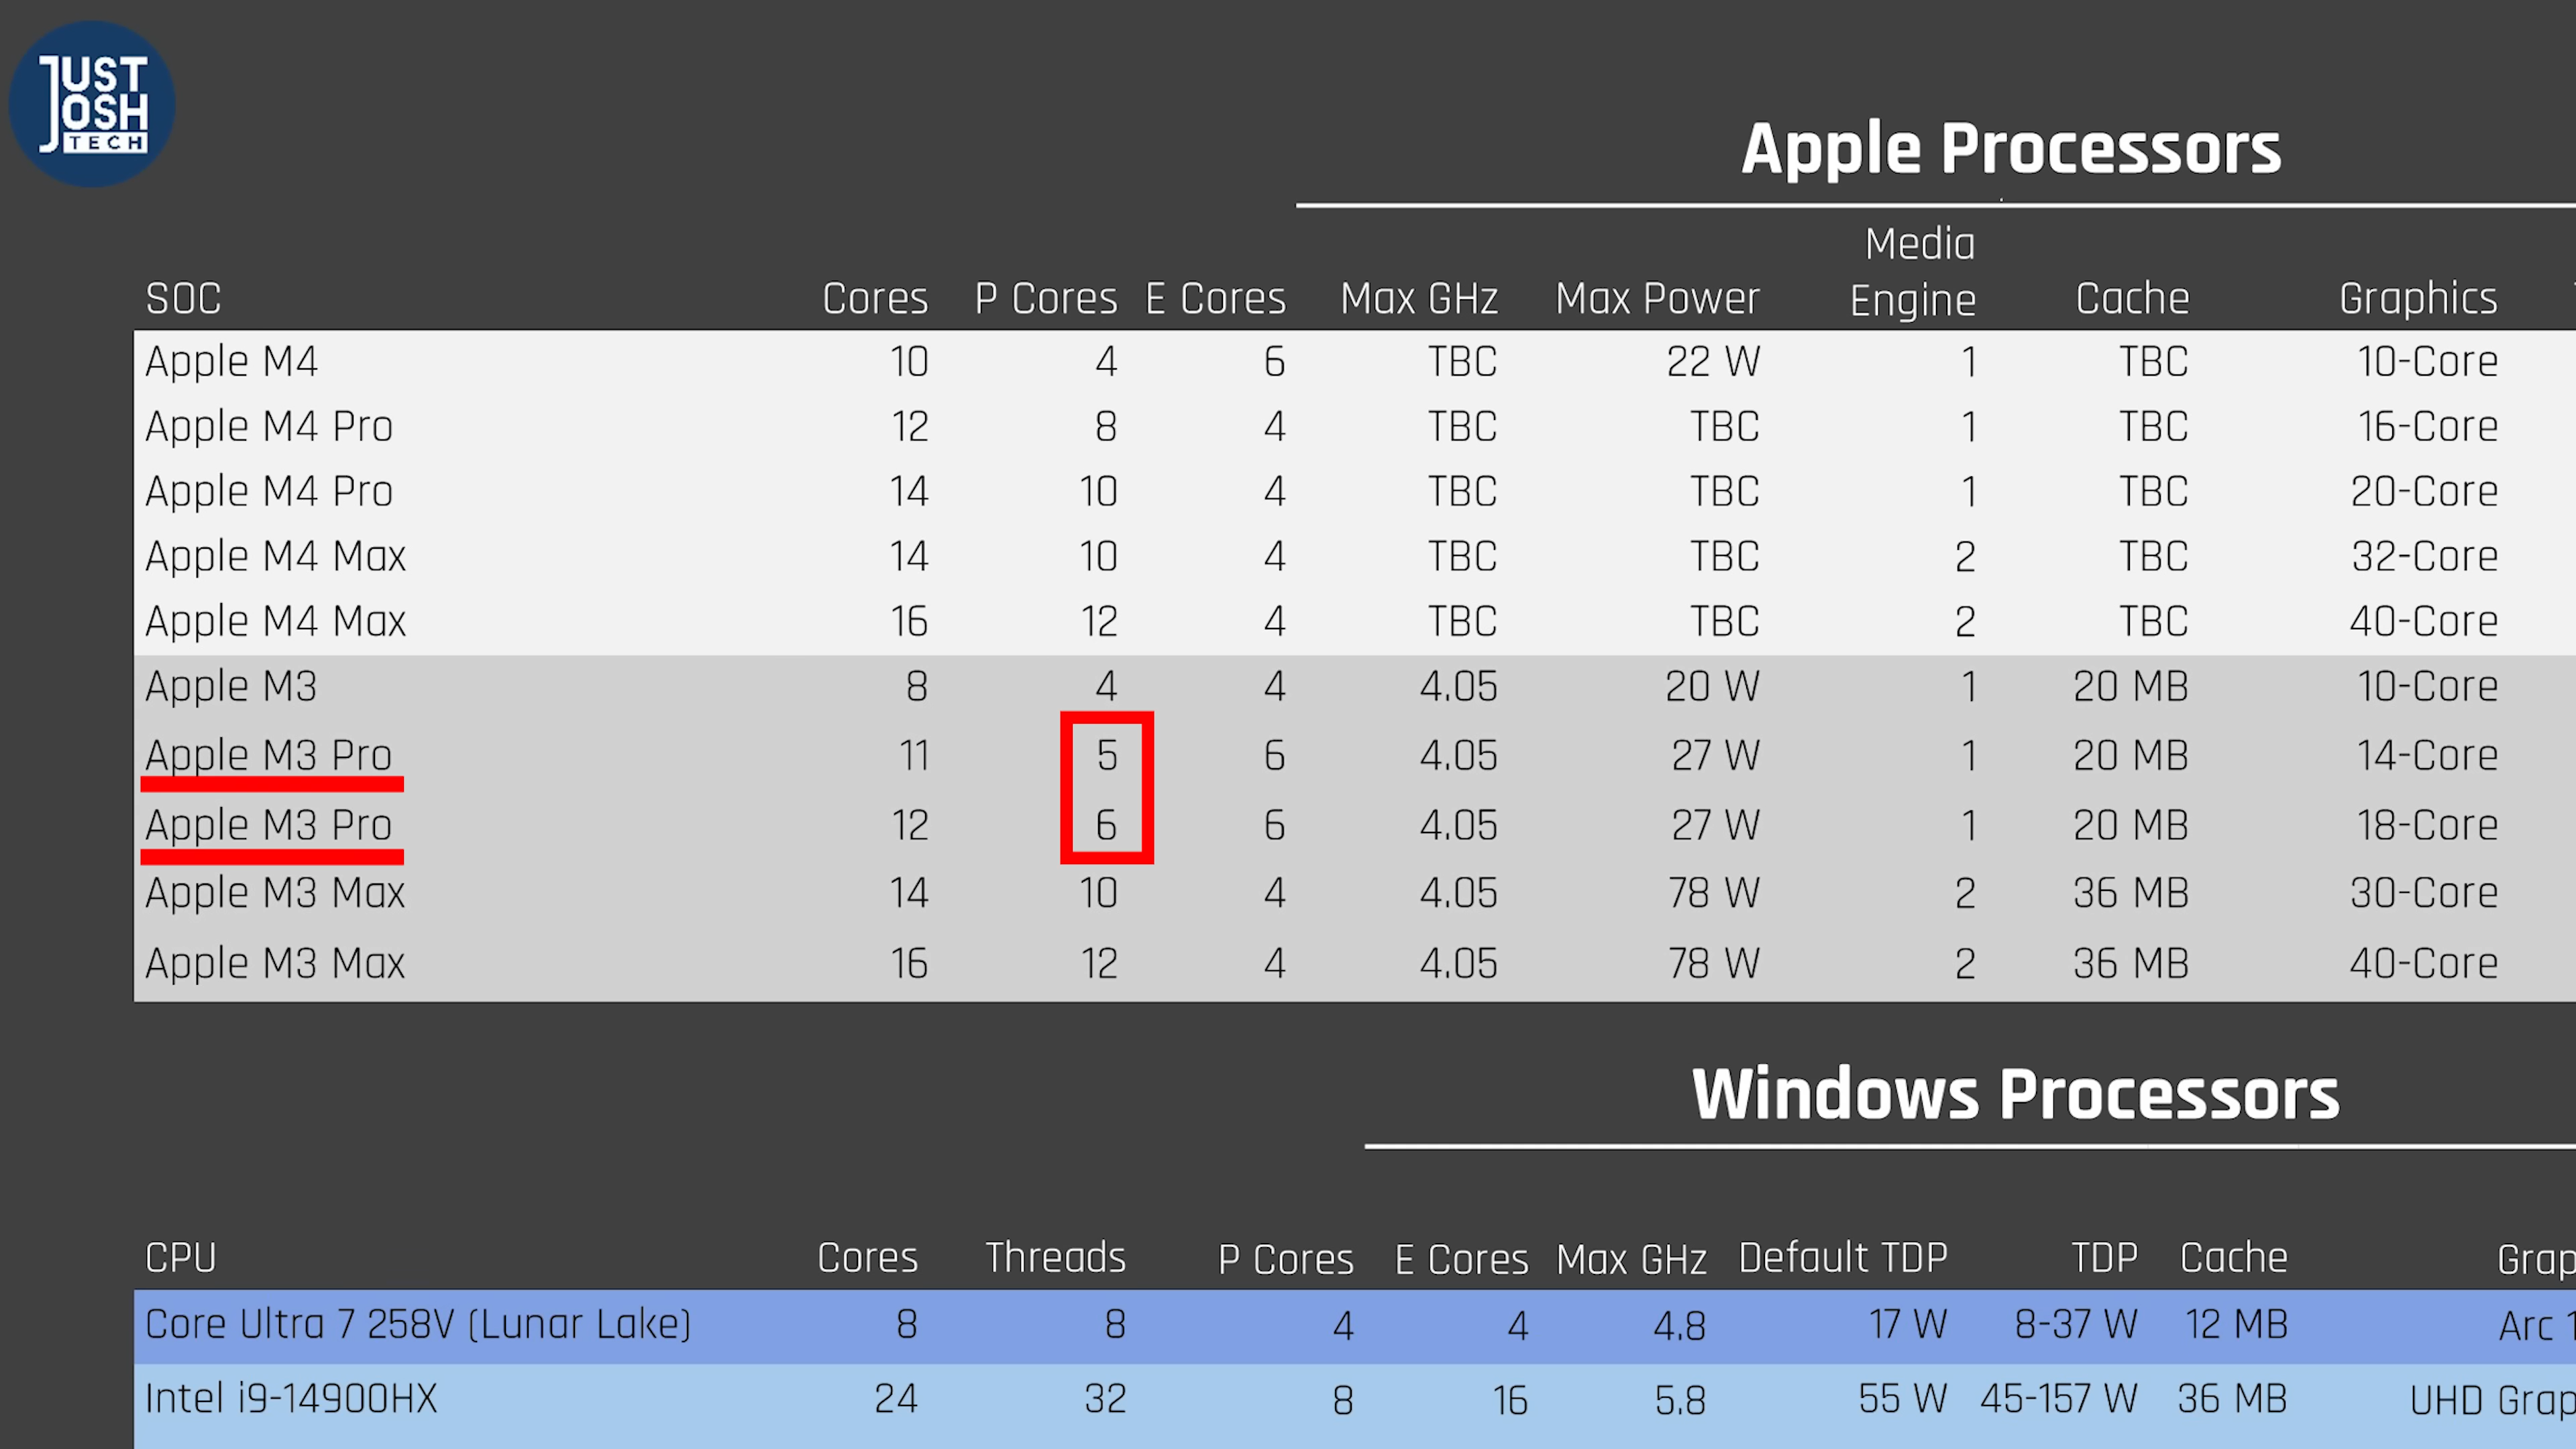 JUST
JOSH
TECH
Apple Processors
SOC Cores P Cores E Cores Max GHz Max Power Media Engine Cache Graphics
Apple M4 10 4 6 TBC 22 W 1 TBC 10-Core
Apple M4 Pro 12 8 4 TBC TBC 1 TBC 16-Core
Apple M4 Pro 14 10 4 TBC TBC 1 TBC 20-Core
Apple M4 Max 14 10 4 TBC TBC 2 TBC 32-Core
Apple M4 Max 16 12 4 TBC TBC 2 TBC 40-Core
Apple M3 8 4 4 4.05 20 W 1 20 MB 10-Core
Apple M3 Pro 11 5 6 4.05 27 W 1 20 MB 14-Core
Apple M3 Pro 12 6 6 4.05 27 W 1 20 MB 18-Core
Apple M3 Max 14 10 4 4.05 78 W 2 36 MB 30-Core
Apple M3 Max 16 12 4 4.05 78 W 2 36 MB 40-Core
Windows Processors
CPU Cores Threads P Cores E Cores Max GHz Default TDP TDP Cache Grap
Core Ultra 7 258V (Lunar Lake) 8 8 4 4 4.8 17 W 8-37 W 12 MB Arc 1
Intel i9-14900HX 24 32 8 16 5.8 55 W 45-157 W 36 MB UHD Grap